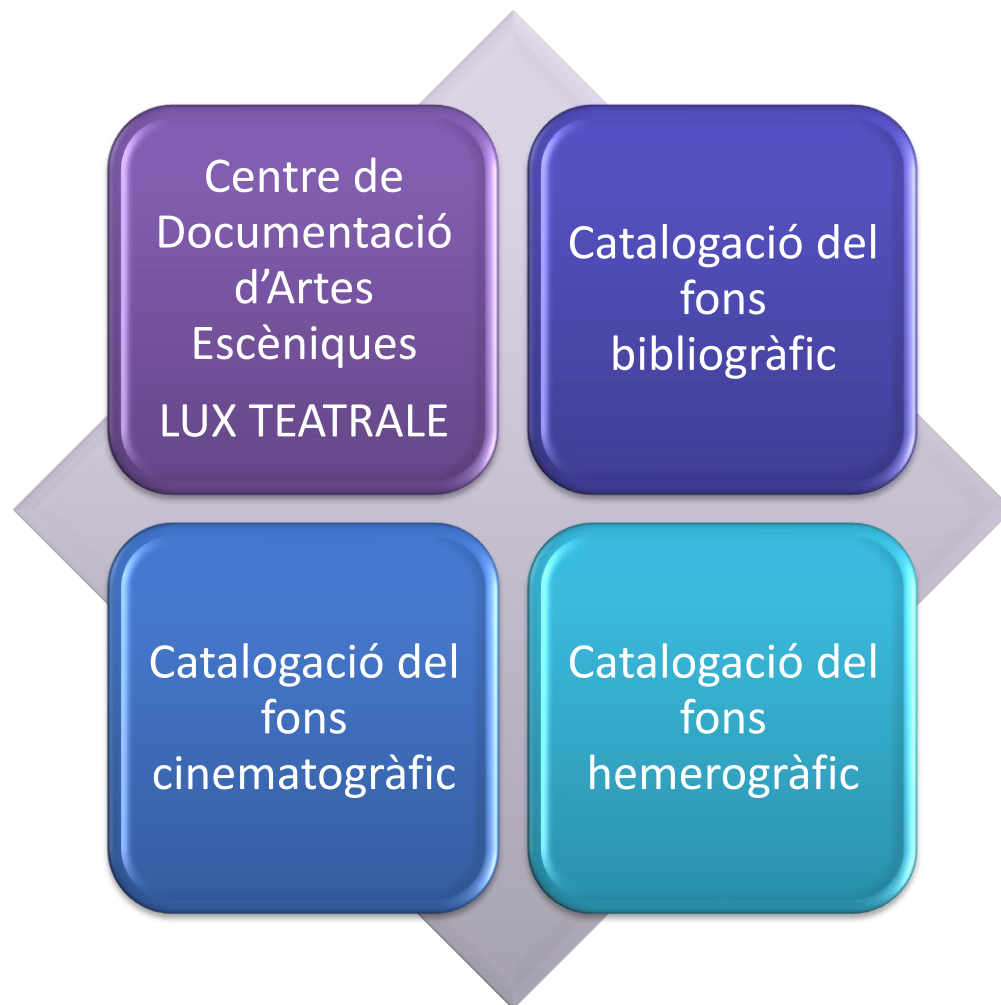 Centre de
Documentació
d’Artes
Escèniques
LUX TEATRALE
Catalogació del
fons
bibliogràfic
Catalogació del
fons
cinematogràfic
Catalogació del
fons
hemerogràfic